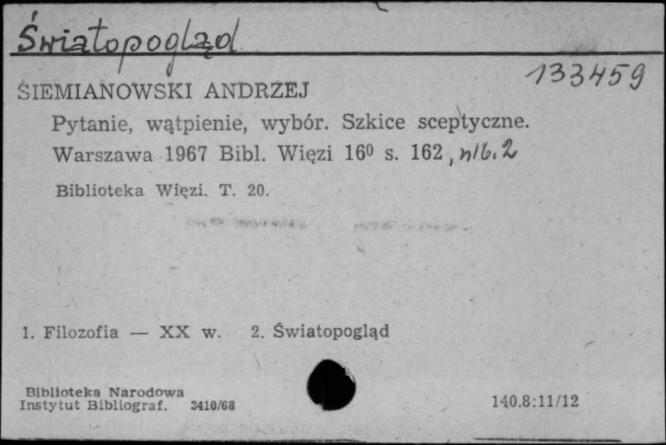 Światopogląd
133459
SIEMIANOWSKI ANDRZEJ
Pytanie, wątpienie, wybór. Szkice sceptyczne.
Warszawa 1967 Bibl. Więzi 16⁰ s. 162, nlb. 2
Biblioteka Więzi. T. 20.
1. Filozofia — XX w. 2. Światopogląd
Biblioteka Narodowa
Instytut Bibliograf. 3410/68
140.8:11/12